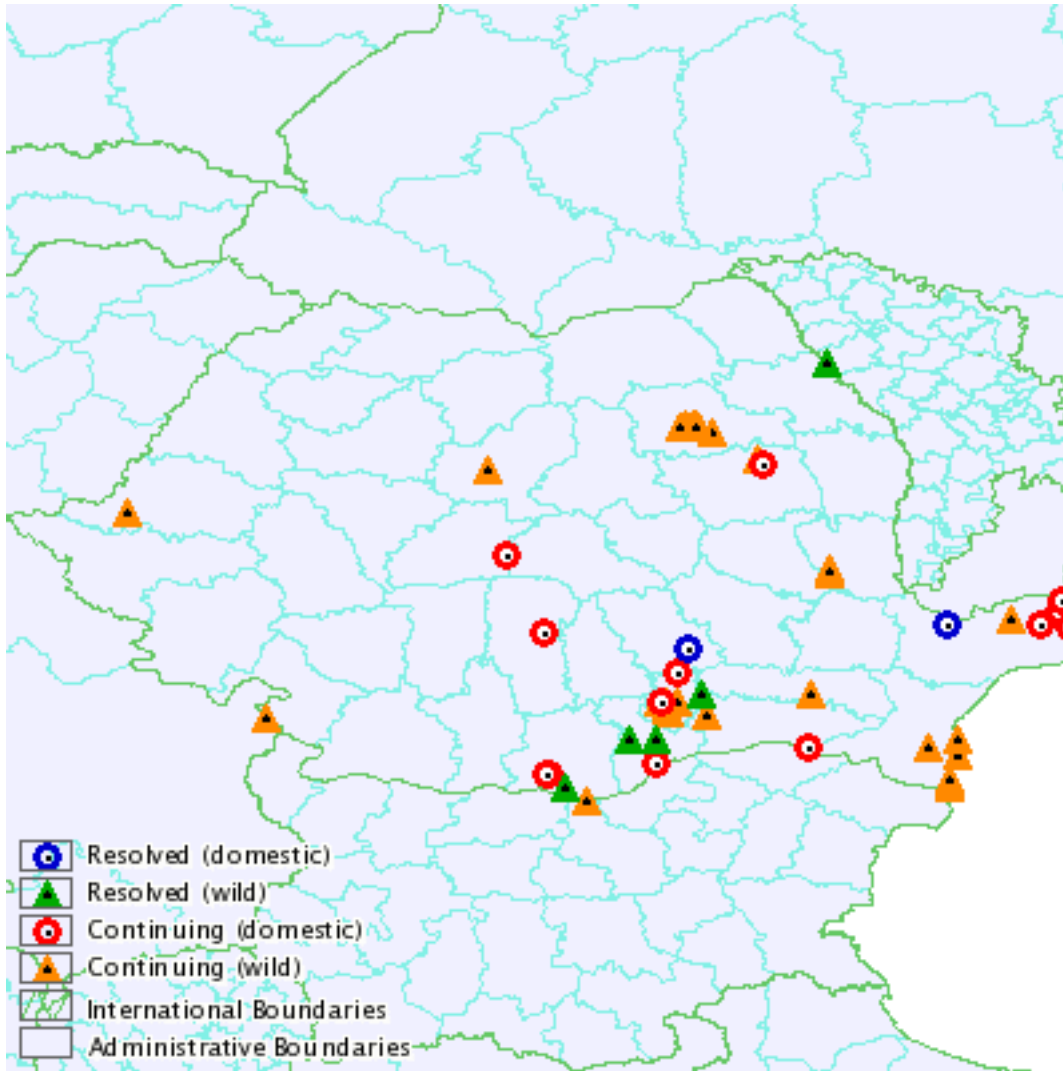 Resolved (domestic)
Resolved (wild)
Continuing (domestic)
Continuing (wild)
International Boundaries
Administrative Boundaries